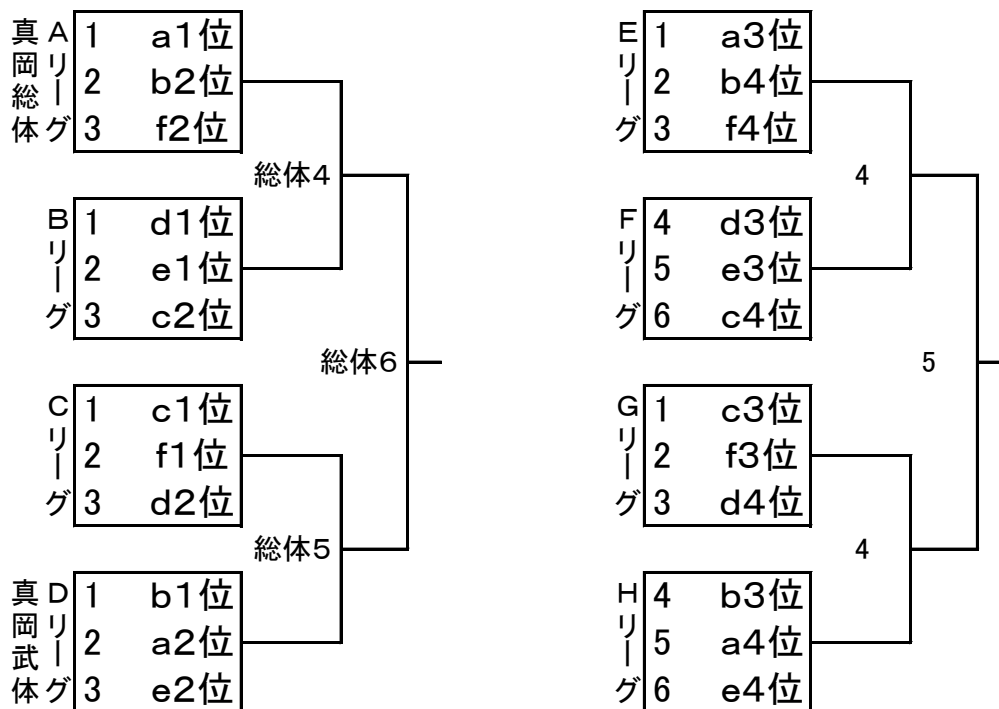 真岡総体
Aリーグ
1 a1位
2 b2位
3 f2位
総体4
Bリーグ
1 d1位
2 e1位
3 c2位
総体6
Cリーグ
1 c1位
2 f1位
3 d2位
総体5
真岡武体
Dリーグ
1 b1位
2 a2位
3 e2位
Eリーグ
1 a3位
2 b4位
3 f4位
4
Fリーグ
4 d3位
5 e3位
6 c4位
5
Gリーグ
1 c3位
2 f3位
3 d4位
4
Hリーグ
4 b3位
5 a4位
6 e4位